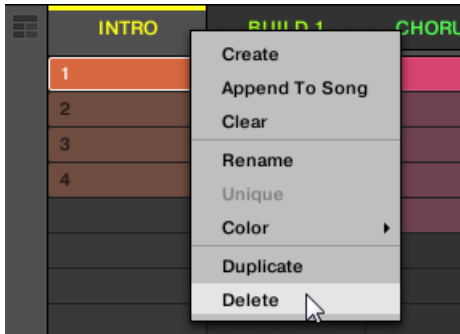 INTRO BUILD 1 CHORU
1
2
3
4
Create
Append To Song
Clear
Rename
Unique
Color
Duplicate
Delete